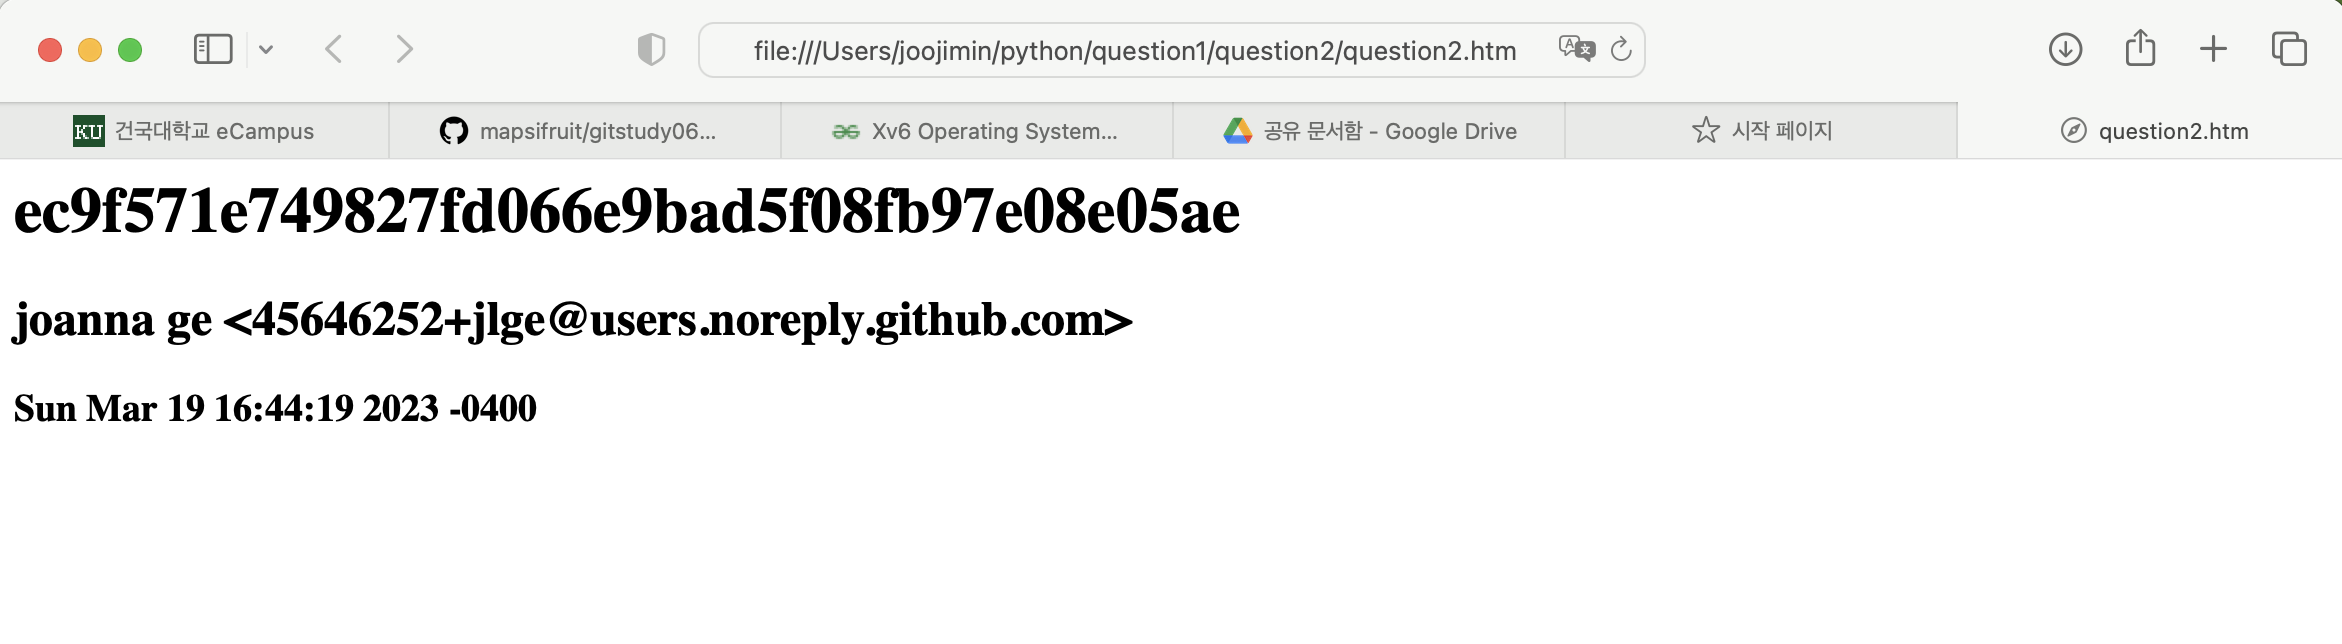 file:///Users/joojimin/python/question1/question2/question2.htm
KU 건국대학교 eCampus
mapsifruit/gitstudy06...
Xv6 Operating System...
공유 문서함 - Google Drive
시작 페이지
question2.htm
ec9f571e749827fd066e9bad5f08fb97e08e05ae
joanna ge <45646252+jlge@users.noreply.github.com>
Sun Mar 19 16:44:19 2023 -0400